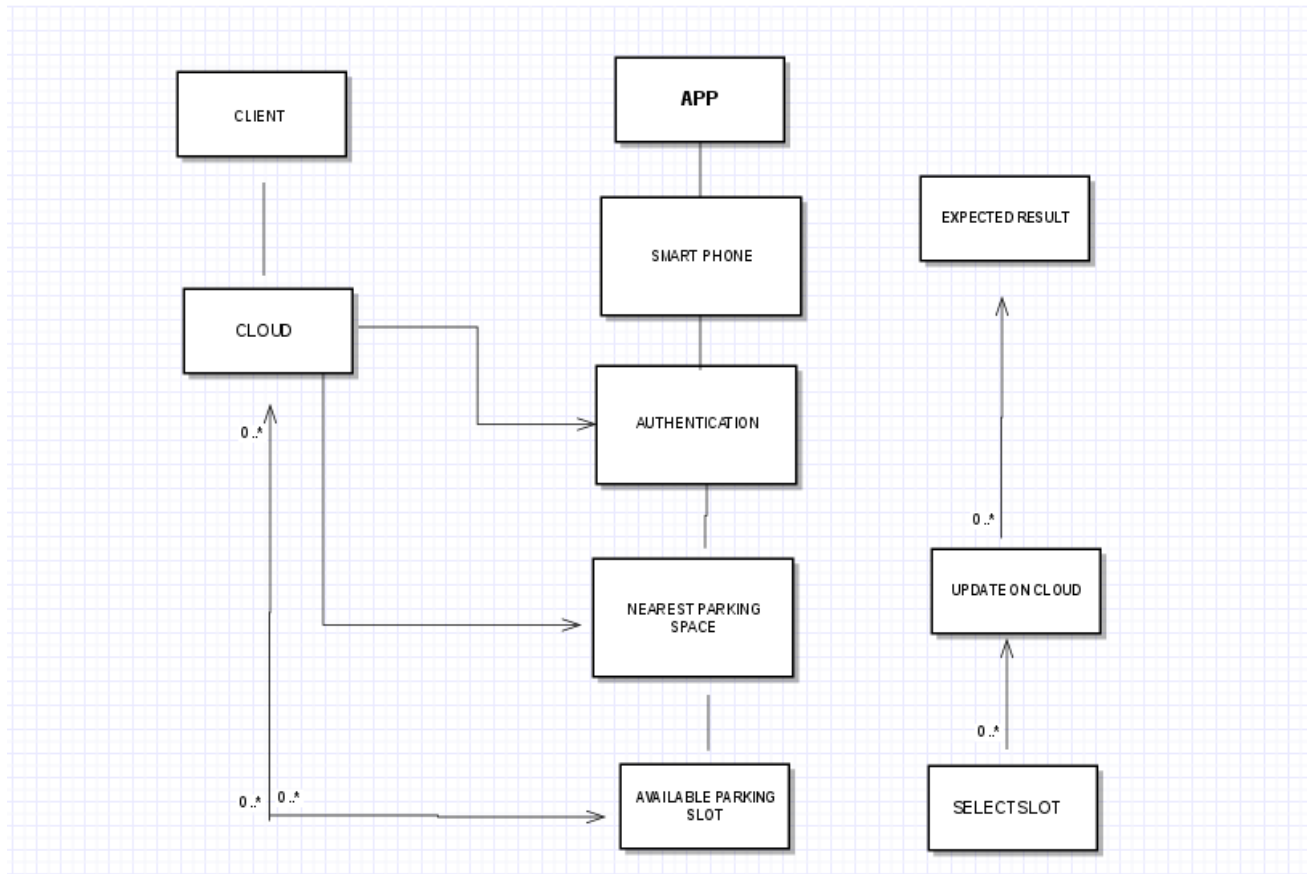 CLIENT
APP
SMART PHONE
EXPECTED RESULT
CLOUD
AUTHENTICATION
0..*
0..*
UPDATE ON CLOUD
NEAREST PARKING
SPACE
0..*
0..*
0..*
AVAILABLE PARKING
SLOT
SELECT SLOT